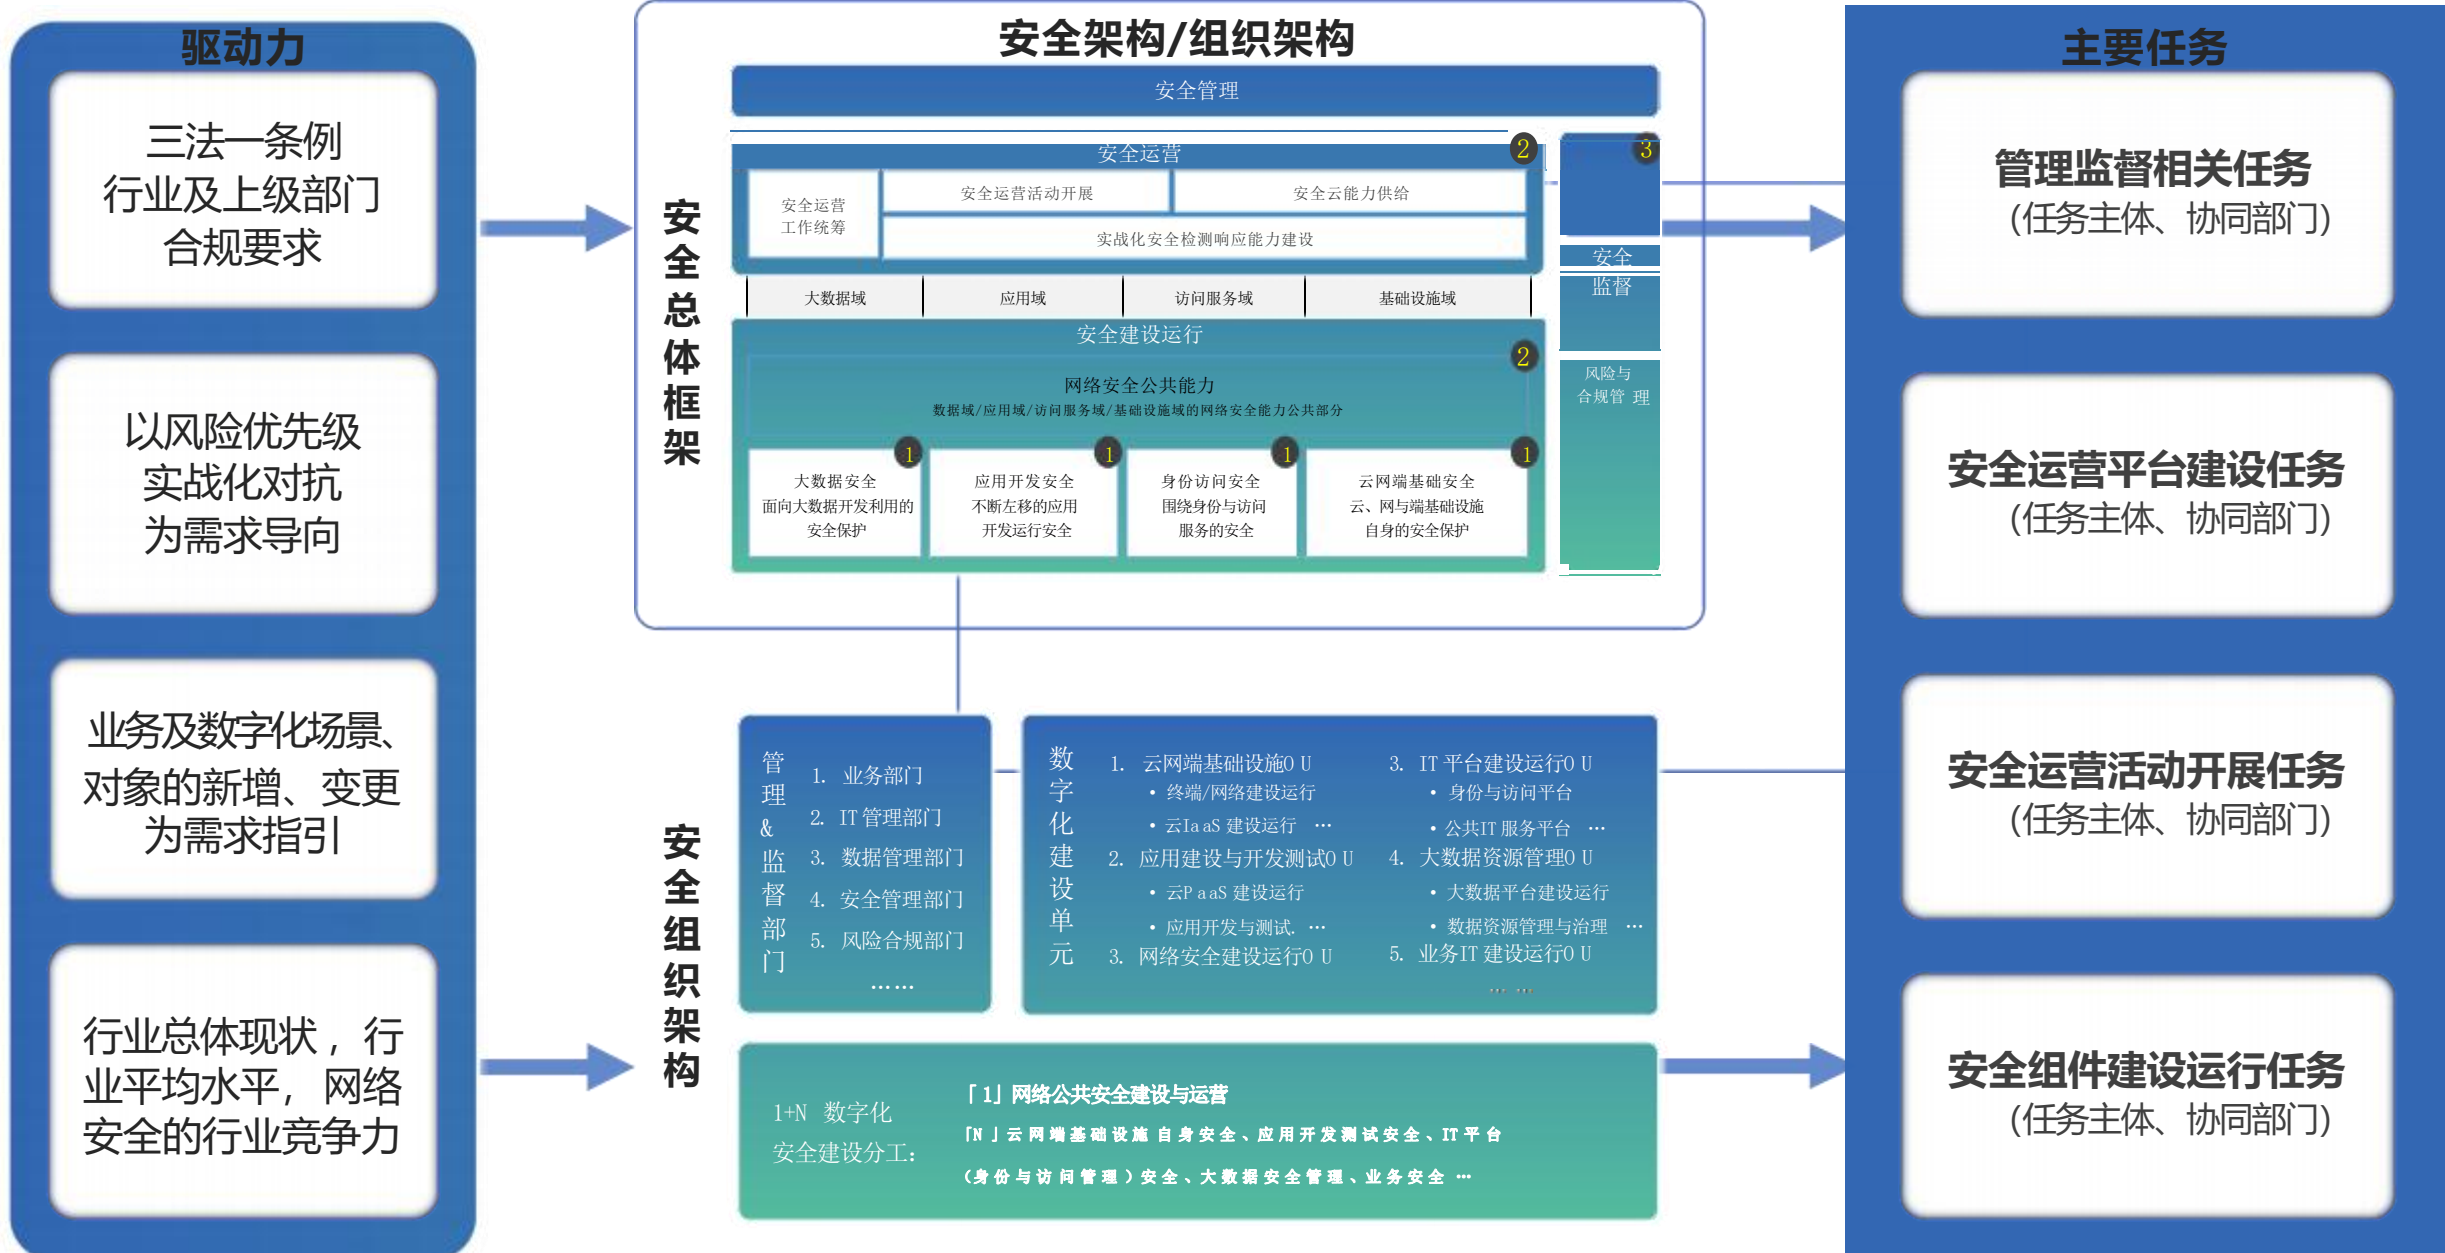 驱动力
三法一条例
行业及上级部门
合规要求
以风险优先级
实战化对抗
为需求导向
业务及数字化场景、
对象的新增、变更
为需求指引
行业总体现状，行
业平均水平，网络
安全的行业竞争力
安全架构/组织架构
安全总体框架
安全管理
安全运营
2
安全运营
工作统筹
安全运营活动开展
安全云能力供给
实战化安全检测响应能力建设
3
安全
监督
风险与
合规管 理
大数据域
应用域
访问服务域
基础设施域
安全建设运行
2
网络安全公共能力
数据域/应用域/访问服务域/基础设施域的网络安全能力公共部分
1
大数据安全
面向大数据开发利用的
安全保护
1
应用开发安全
不断左移的应用
开发运行安全
1
身份访问安全
围绕身份与访问
服务的安全
1
云网端基础安全
云、网与端基础设施
自身的安全保护
安全组织架构
管理&监督部门
1. 业务部门
2. IT 管理部门
3. 数据管理部门
4. 安全管理部门
5. 风险合规部门
……
数字化建设单元
1. 云网端基础设施O U
• 终端/网络建设运行
• 云Ia aS 建设运行 …
2. 应用建设与开发测试O U
• 云P aaS 建设运行
• 应用开发与测试. …
3. 网络安全建设运行O U
3. IT 平台建设运行O U
• 身份与访问平台
• 公共IT 服务平台 …
4. 大数据资源管理O U
• 大数据平台建设运行
• 数据资源管理与治理 …
5. 业务IT 建设运行O U
… …
1+N 数字化
安全建设分工：
「1」网络公共安全建设与运营
「N 」云网端基础设施 自身安全、应用开发测试安全、IT 平台
（身份与访问管理）安全、大数据安全管理、业务安全 …
主要任务
管理监督相关任务
（任务主体、协同部门）
安全运营平台建设任务
（任务主体、协同部门）
安全运营活动开展任务
（任务主体、协同部门）
安全组件建设运行任务
（任务主体、协同部门）